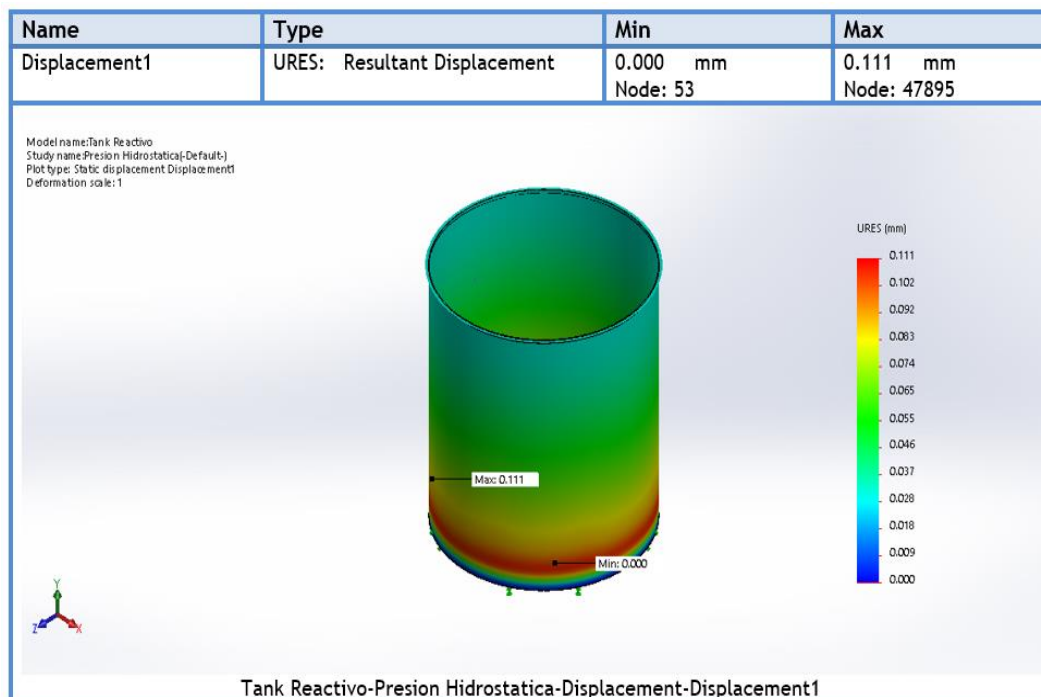 Name Type Min Max
Displacement1 URES: Resultant Displacement 0.000 mm 0.111 mm
Node: 53 Node: 47895
Model name:Tank Reactivo
Study name:Presion Hidrostatica(-Default-)
Plot type: Static displacement Displacement1
Deformation scale: 1
URES (mm)
0.111
0.102
0.092
0.083
0.074
0.065
0.055
0.046
0.037
0.028
0.018
0.009
0.000
Max: 0.111
Min: 0.000
Y
Z X
Tank Reactivo-Presion Hidrostatica-Displacement-Displacement1